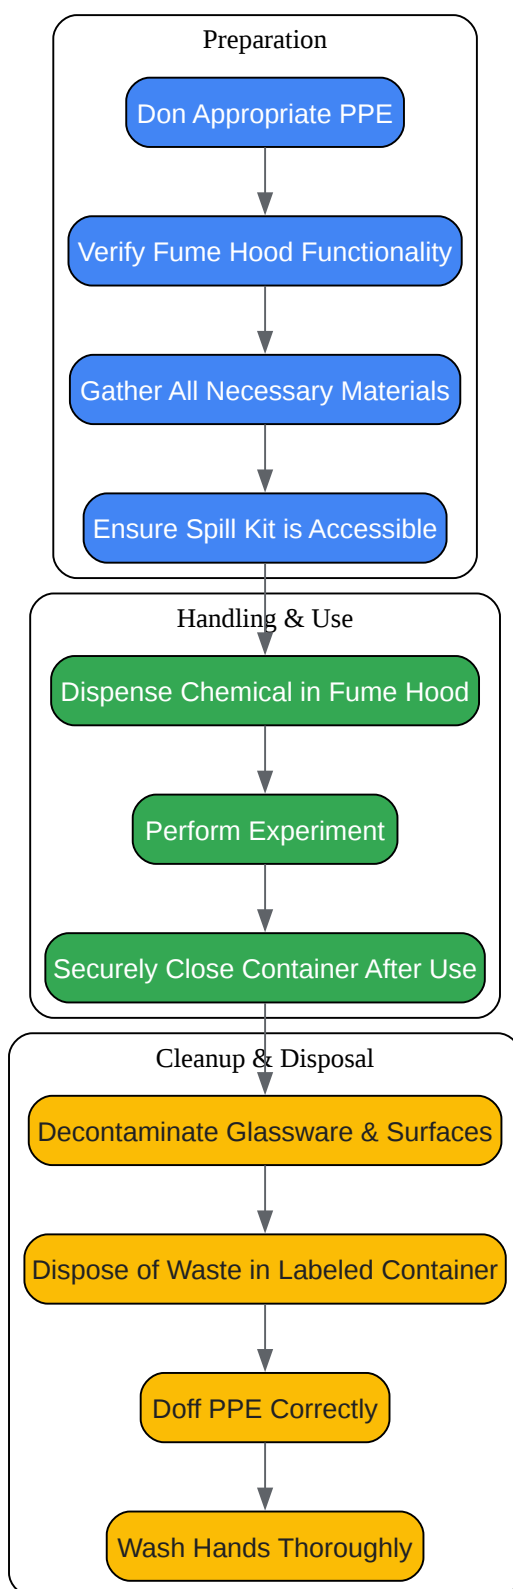 Preparation
Don Appropriate PPE
Verify Fume Hood Functionality
Gather All Necessary Materials
Ensure Spill Kit is Accessible
Handling & Use
Dispense Chemical in Fume Hood
Perform Experiment
Securely Close Container After Use
Cleanup & Disposal
Decontaminate Glassware & Surfaces
Dispose of Waste in Labeled Container
Doff PPE Correctly
Wash Hands Thoroughly